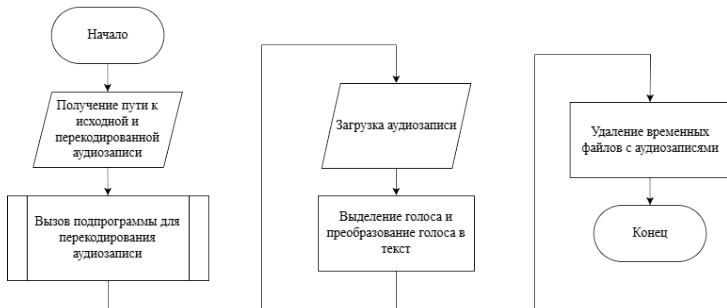 Начало
Получение пути к
исходной и
перекодированной
аудиозаписи
Вызов подпрограммы для
перекодирования
аудиозаписи
Загрузка аудиозаписи
Выделение голоса и
преобразование голоса в
текст
Удаление временных
файлов с аудиозаписями
Конец